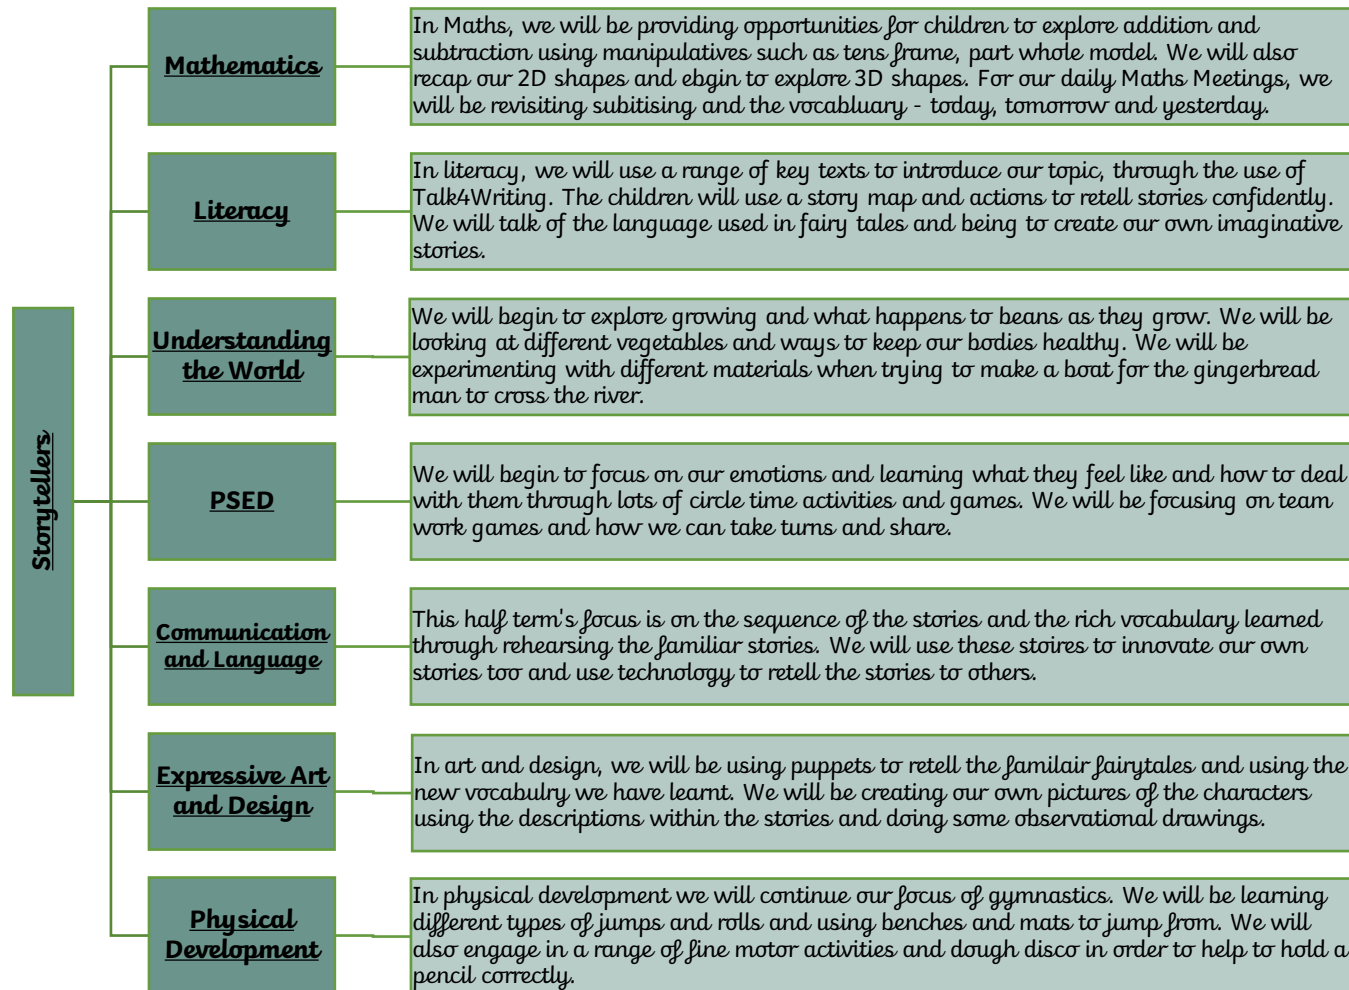 Storytellers
Mathematics
In Maths, we will be providing opportunities for children to explore addition and
subtraction using manipulatives such as tens frame, part whole model. We will also
recap our 2D shapes and ebgin to explore 3D shapes. For our daily Maths Meetings, we
will be revisiting subitising and the vocabluary - today, tomorrow and yesterday.
Literacy
In literacy, we will use a range of key texts to introduce our topic, through the use of
Talk4Writing. The children will use a story map and actions to retell stories confidently.
We will talk of the language used in fairy tales and being to create our own imaginative
stories.
Understanding
the World
We will begin to explore growing and what happens to beans as they grow. We will be
looking at different vegetables and ways to keep our bodies healthy. We will be
experimenting with different materials when trying to make a boat for the gingerbread
man to cross the river.
PSED
We will begin to focus on our emotions and learning what they feel like and how to deal
with them through lots of circle time activities and games. We will be focusing on team
work games and how we can take turns and share.
Communication
and Language
This half term's focus is on the sequence of the stories and the rich vocabulary learned
through rehearsing the familiar stories. We will use these stoires to innovate our own
stories too and use technology to retell the stories to others.
Expressive Art
and Design
In art and design, we will be using puppets to retell the familair fairytales and using the
new vocabulry we have learnt. We will be creating our own pictures of the characters
using the descriptions within the stories and doing some observational drawings.
Physical
Development
In physical development we will continue our focus of gymnastics. We will be learning
different types of jumps and rolls and using benches and mats to jump from. We will
also engage in a range of fine motor activities and dough disco in order to help to hold a
pencil correctly.